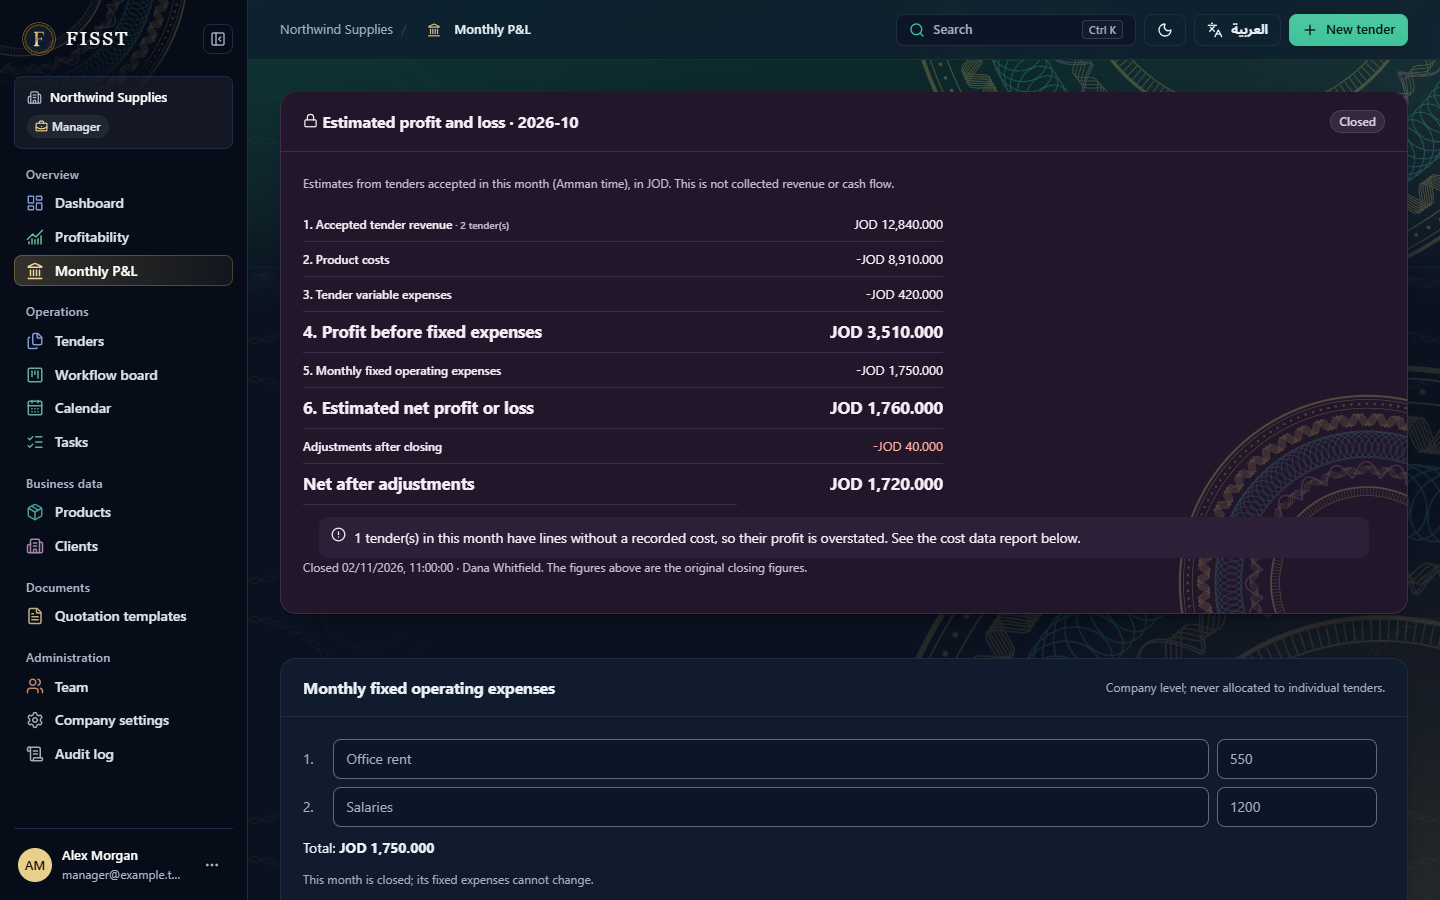 FISST
Northwind Supplies
Manager
Overview
Dashboard
Profitability
Monthly P&L
Operations
Tenders
Workflow board
Calendar
Tasks
Business data
Products
Clients
Documents
Quotation templates
Administration
Team
Company settings
Audit log
AM
Alex Morgan
manager@example.t...
Northwind Supplies / Monthly P&L
Search Ctrl K
العربية
New tender
Estimated profit and loss · 2026-10
Closed
Estimates from tenders accepted in this month (Amman time), in JOD. This is not collected revenue or cash flow.
1. Accepted tender revenue · 2 tender(s) JOD 12,840.000
2. Product costs -JOD 8,910.000
3. Tender variable expenses -JOD 420.000
4. Profit before fixed expenses JOD 3,510.000
5. Monthly fixed operating expenses -JOD 1,750.000
6. Estimated net profit or loss JOD 1,760.000
Adjustments after closing -JOD 40.000
Net after adjustments JOD 1,720.000
1 tender(s) in this month have lines without a recorded cost, so their profit is overstated. See the cost data report below.
Closed 02/11/2026, 11:00:00 · Dana Whitfield. The figures above are the original closing figures.
Monthly fixed operating expenses
Company level; never allocated to individual tenders.
1. Office rent 550
2. Salaries 1200
Total: JOD 1,750.000
This month is closed; its fixed expenses cannot change.